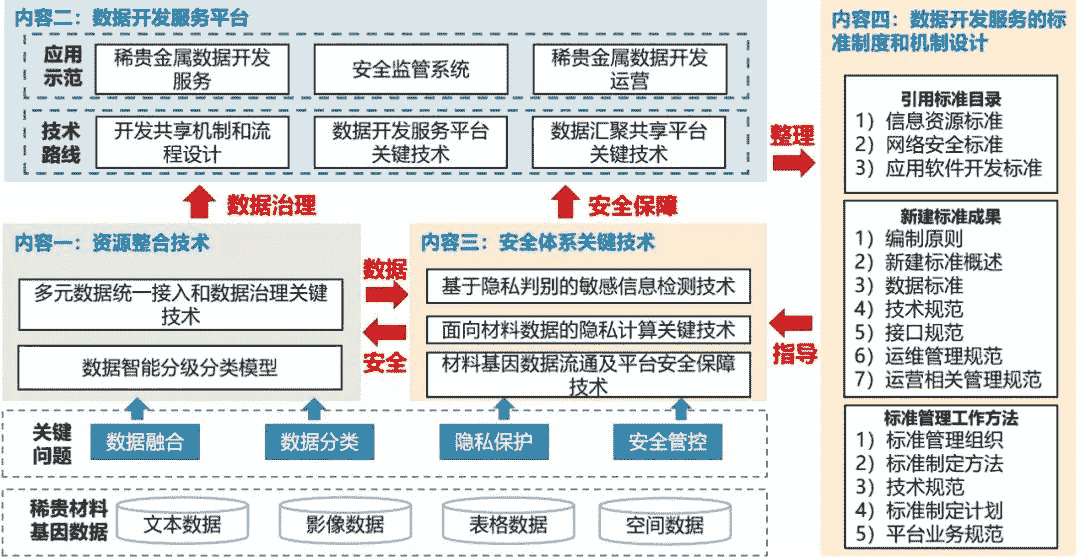 内容二：数据开发服务平台
应用
示范
稀贵金属数据开发
服务
安全监管系统
稀贵金属数据开发
运营
技术
路线
开发共享机制和流
程设计
数据开发服务平台
关键技术
数据汇聚共享平台
关键技术
整理
数据治理
安全保障
内容一：资源整合技术
多元数据统一接入和数据治理关键
技术
数据智能分级分类模型
数据
安全
内容三：安全体系关键技术
基于隐私判别的敏感信息检测技术
面向材料数据的隐私计算关键技术
材料基因数据流通及平台安全保障
技术
指导
关键
问题
数据融合
数据分类
隐私保护
安全管控
稀贵材料
基因数据
文本数据
影像数据
表格数据
空间数据
内容四：数据开发服务的标
准制度和机制设计
引用标准目录
1）信息资源标准
2）网络安全标准
3）应用软件开发标准
新建标准成果
1）编制原则
2）新建标准概述
3）数据标准
4）技术规范
5）接口规范
6）运维管理规范
7）运营相关管理规范
标准管理工作方法
1）标准管理组织
2）标准制定方法
3）技术规范
4）标准制定计划
5）平台业务规范